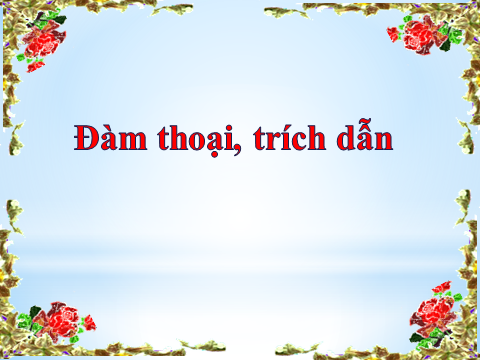 Đàm thoại, trích dẫn